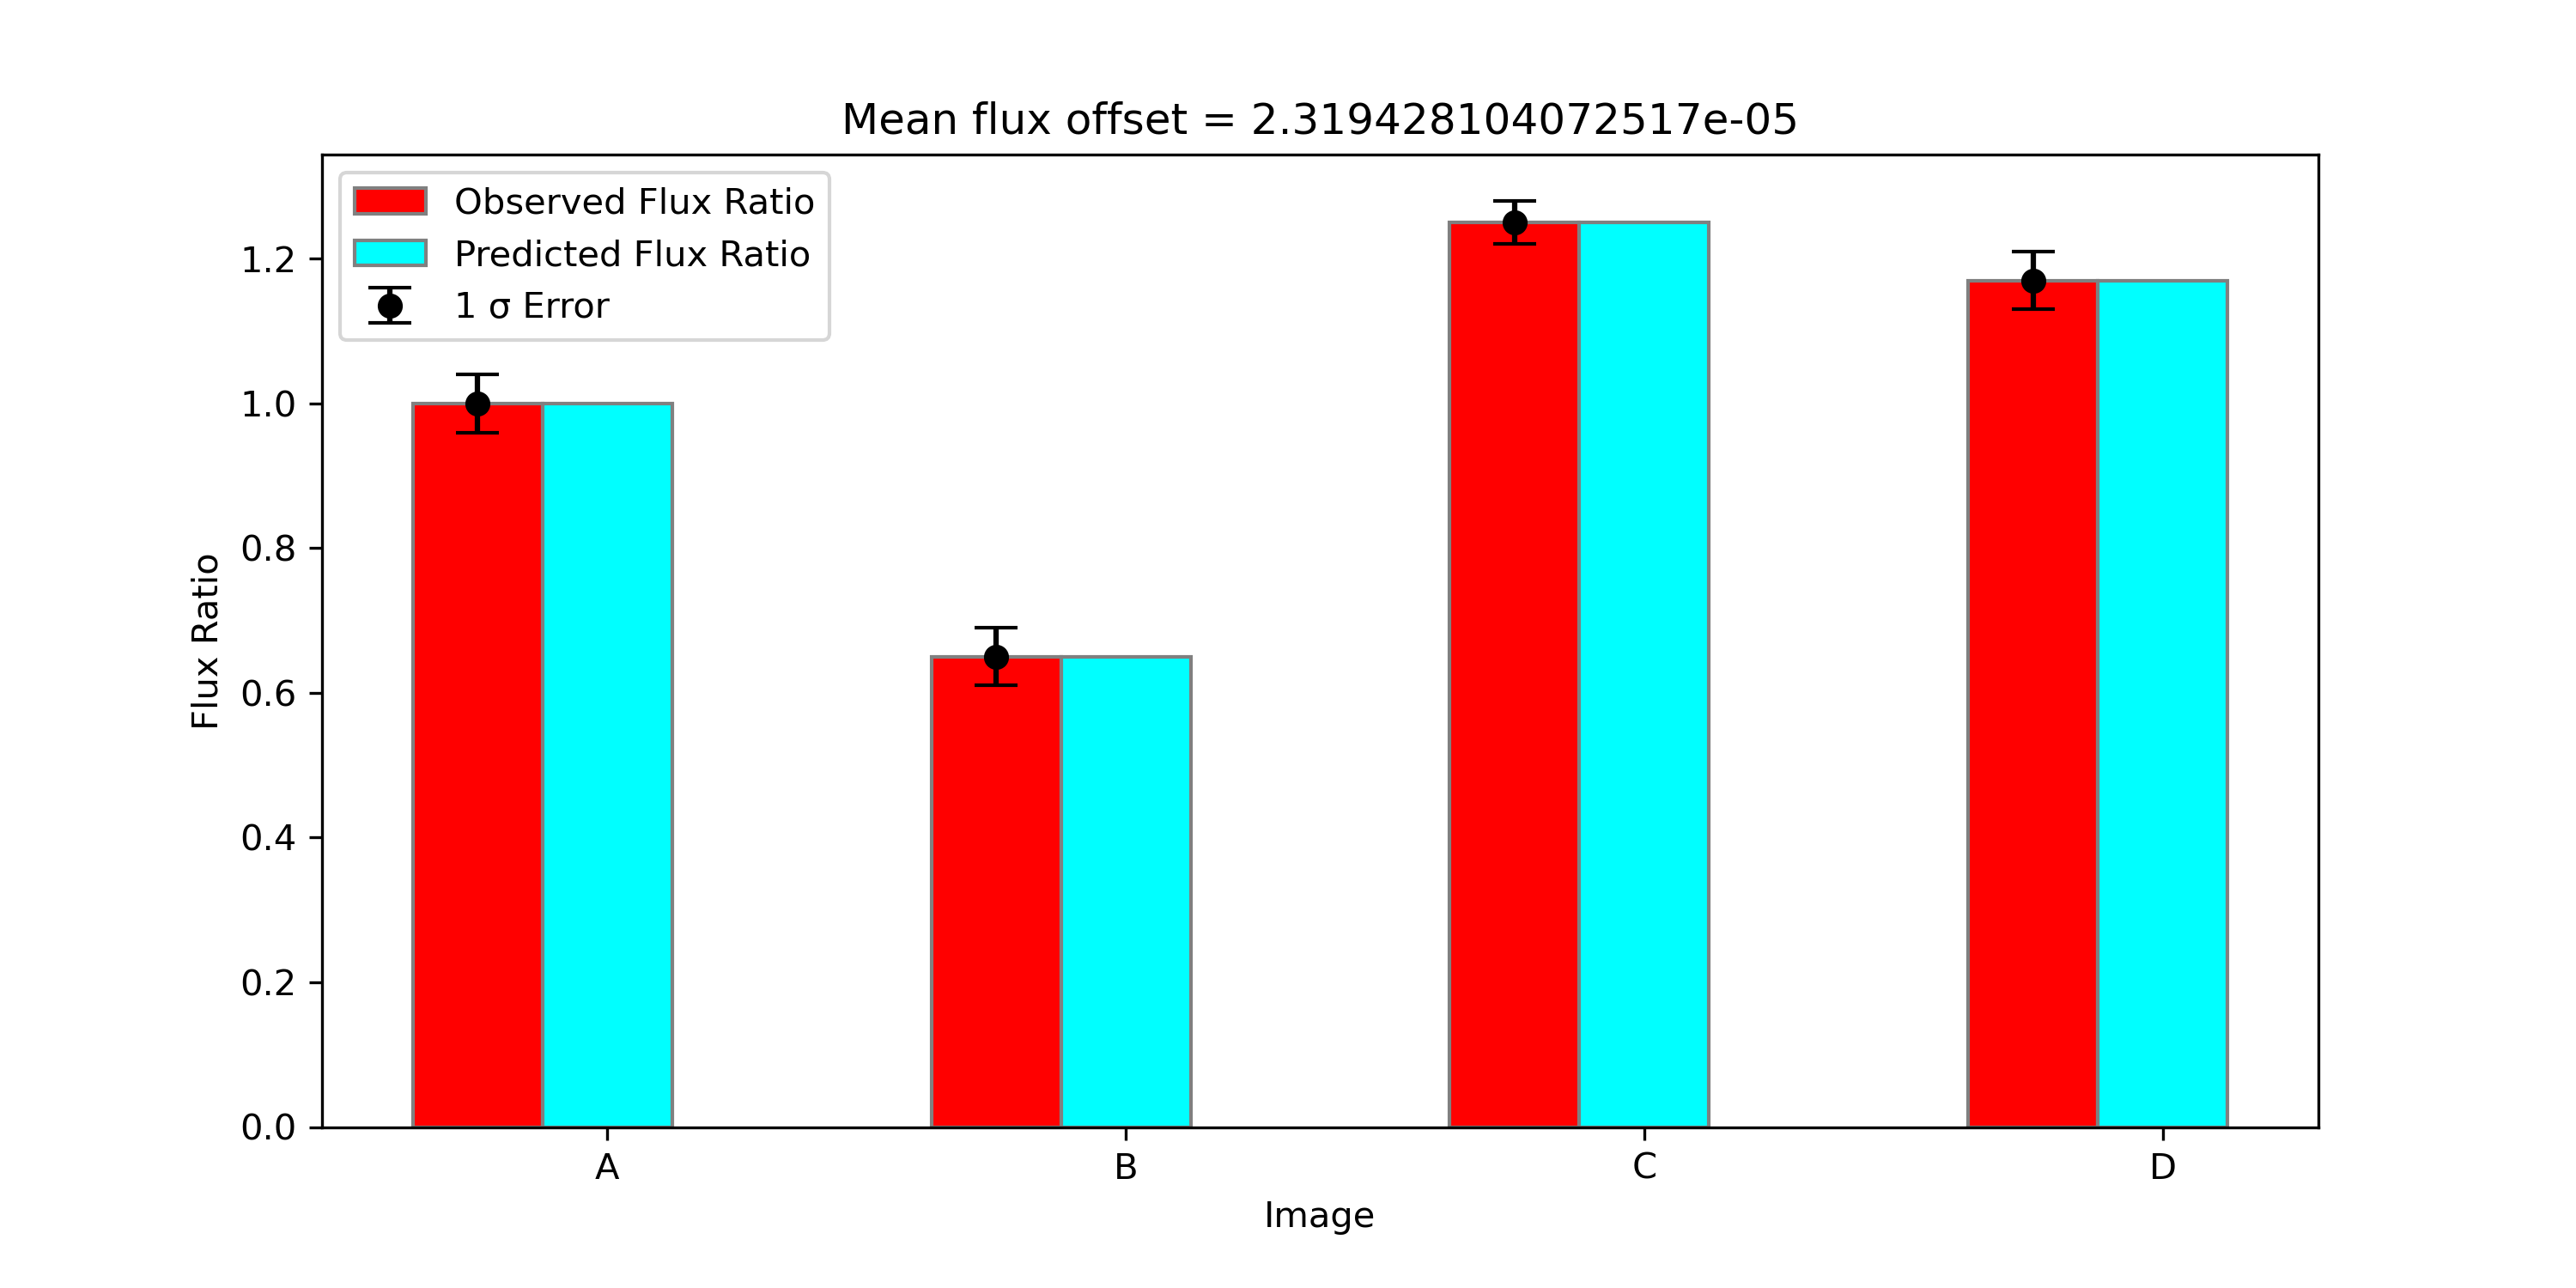 Mean flux offset = 2.319428104072517e-05
Observed Flux Ratio
Predicted Flux Ratio
1 σ Error
1.2
1.0
0.8
0.6
0.4
0.2
0.0
Flux Ratio
A B C D
Image